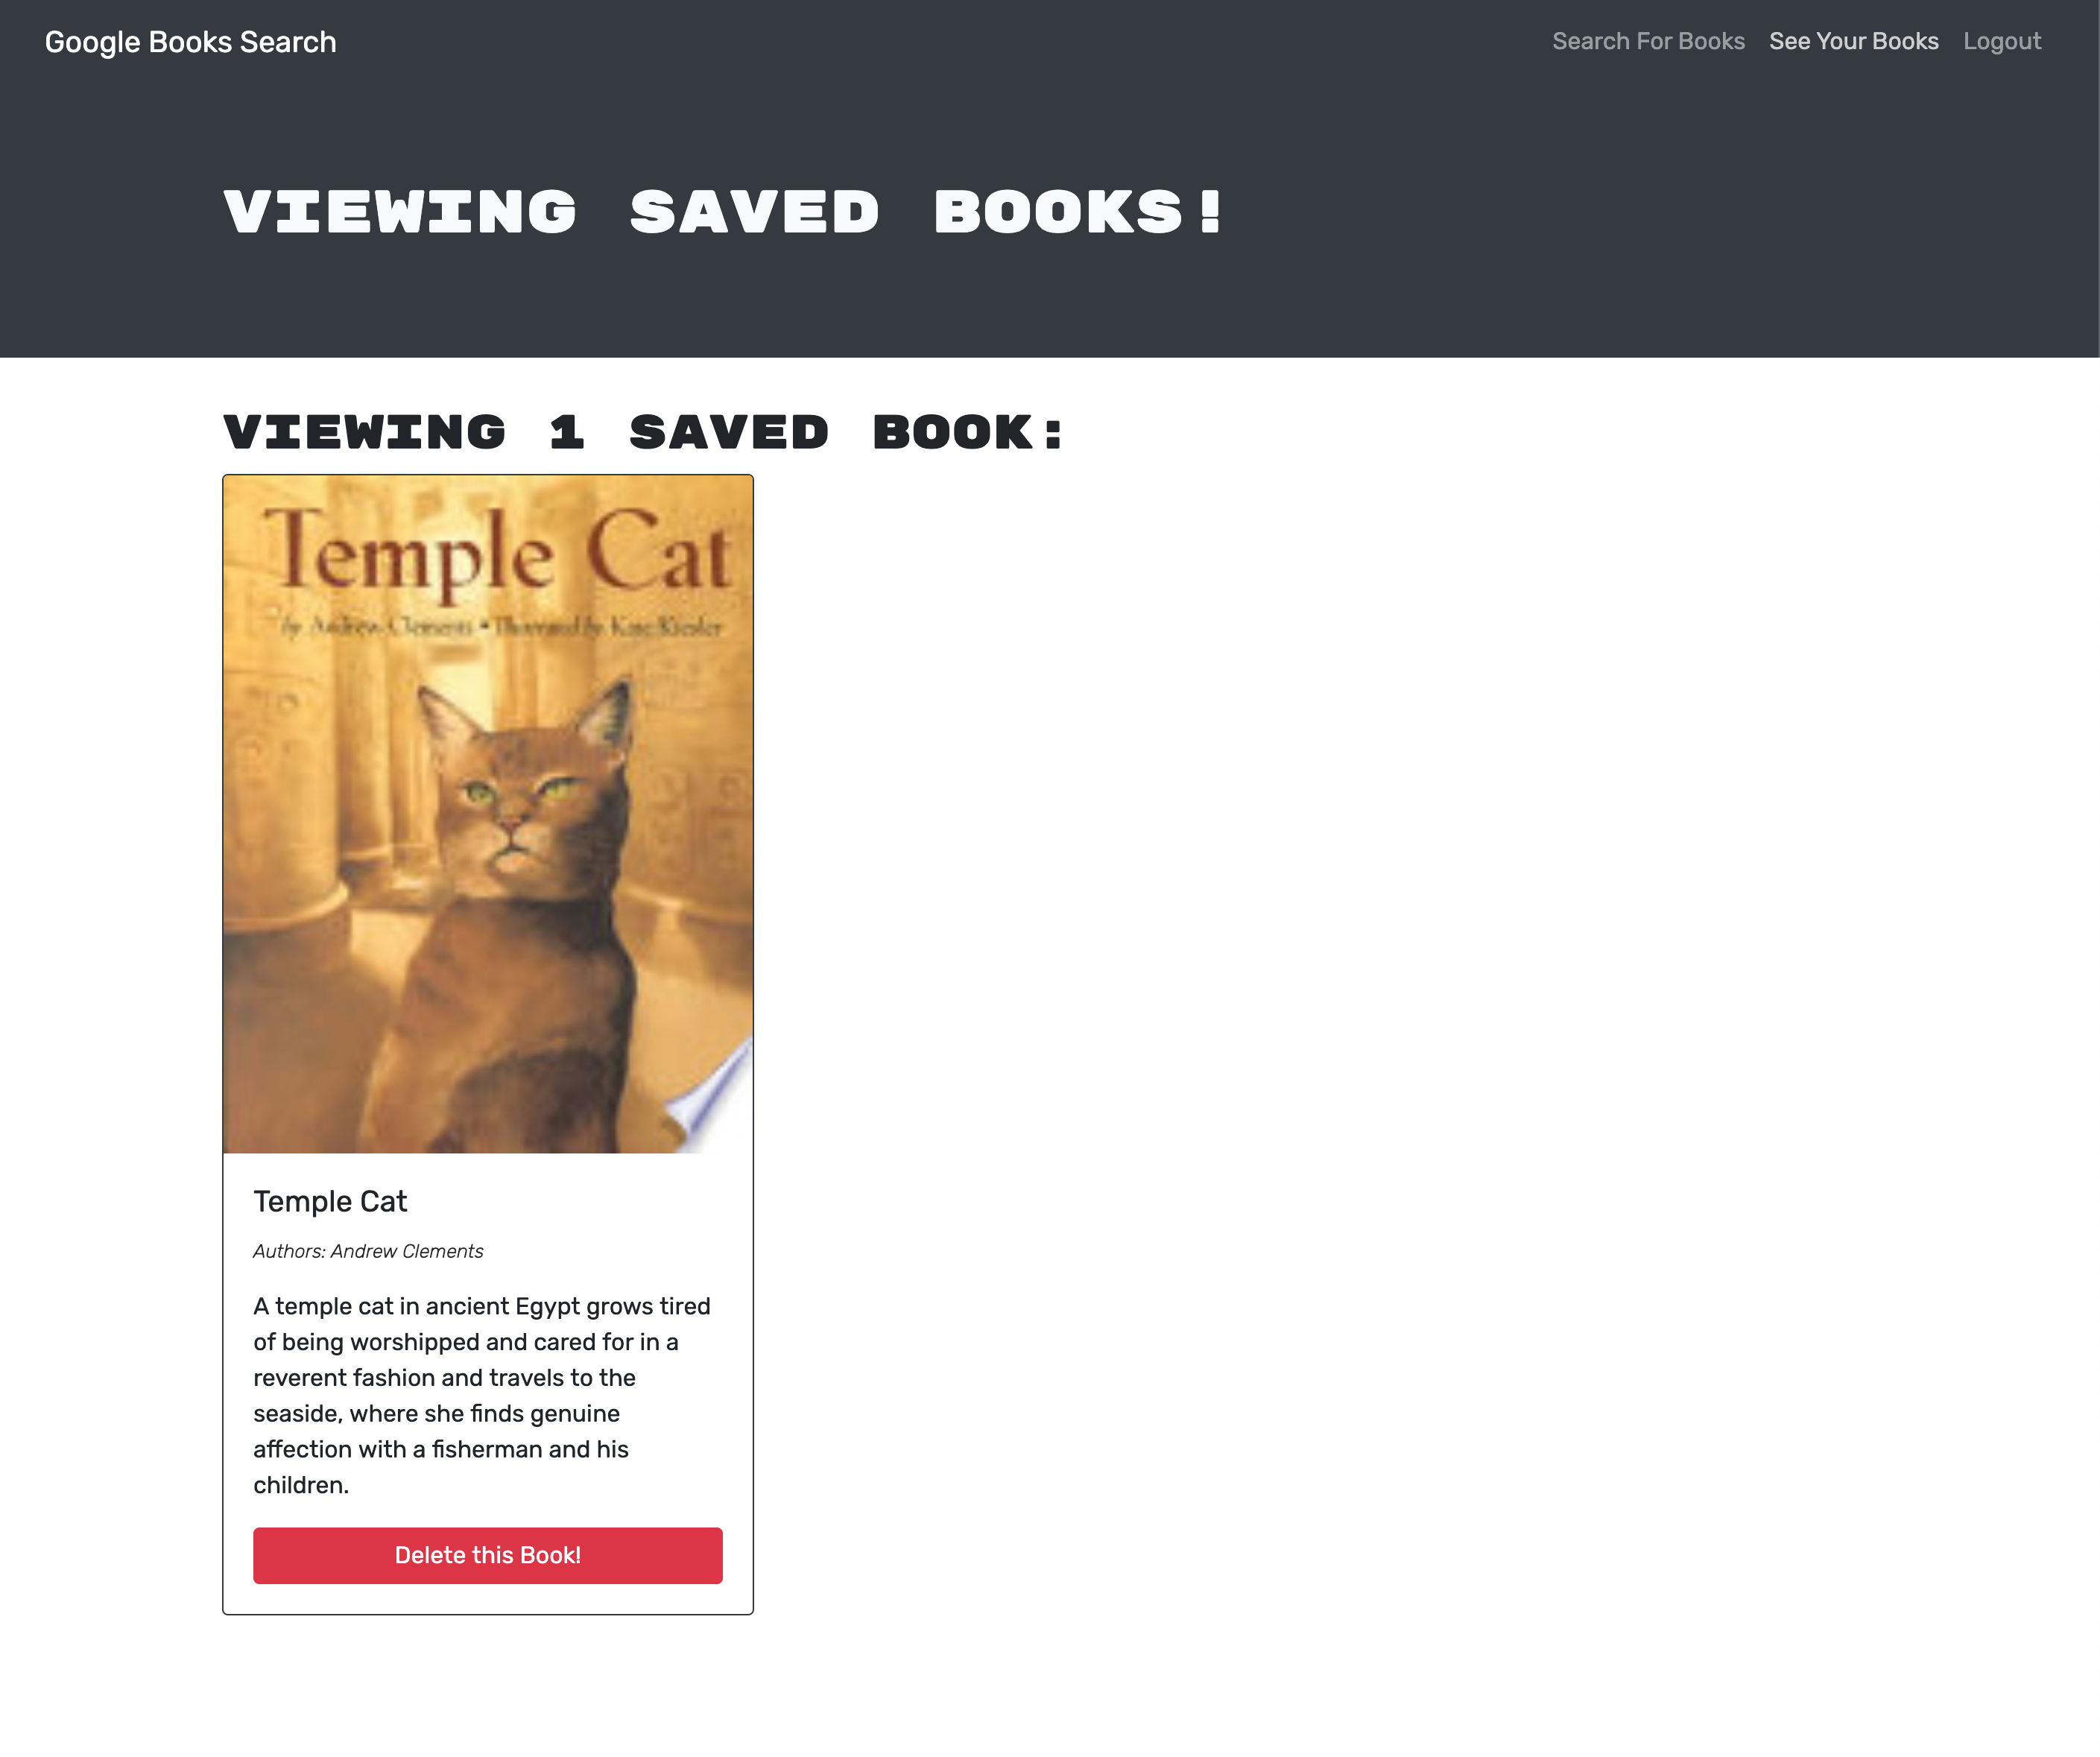 Google Books Search
Search For Books See Your Books Logout
VIEWING SAVED BOOKS!
VIEWING 1 SAVED BOOK:
Temple Cat
by Andrew Clements • Illustrated by Kate Kiesler
Temple Cat
Authors: Andrew Clements
A temple cat in ancient Egypt grows tired
of being worshipped and cared for in a
reverent fashion and travels to the
seaside, where she finds genuine
affection with a fisherman and his
children.
Delete this Book!